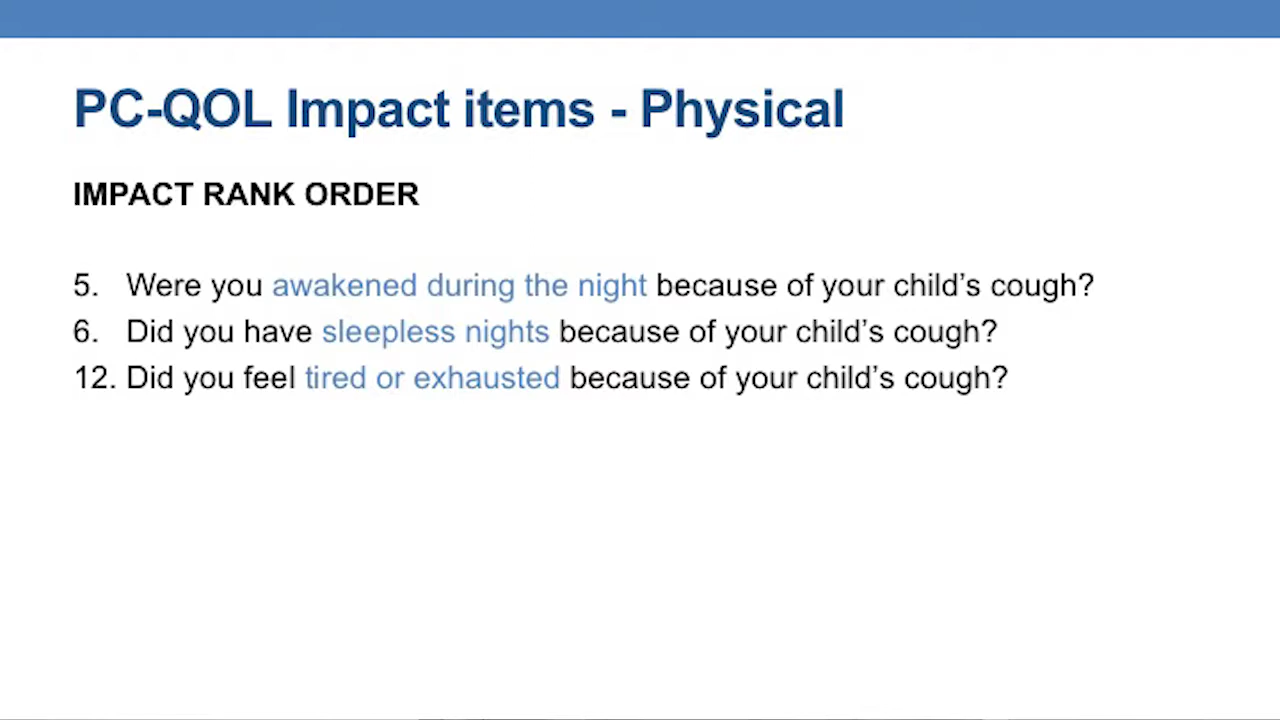 PC-QOL Impact items - Physical
IMPACT RANK ORDER
5. Were you awakened during the night because of your child’s cough?
6. Did you have sleepless nights because of your child’s cough?
12. Did you feel tired or exhausted because of your child’s cough?